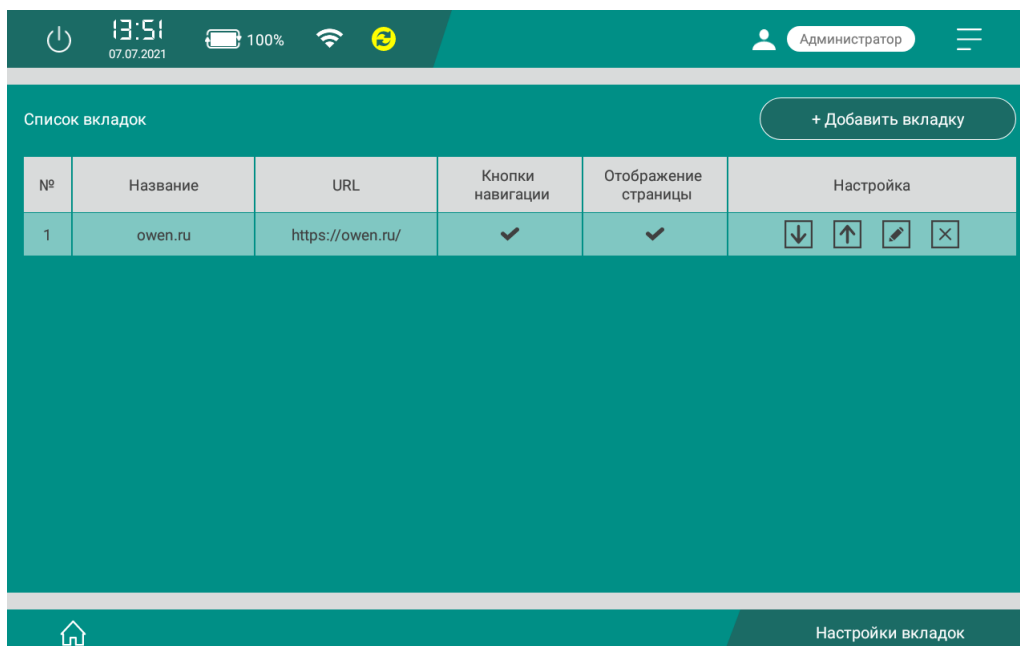 13:51
07.07.2021
100%
Администратор
Список вкладок
+ Добавить вкладку
№
Название
URL
Кнопки
навигации
Отображение
страницы
Настройка
1
owen.ru
https://owen.ru/
Настройки вкладок